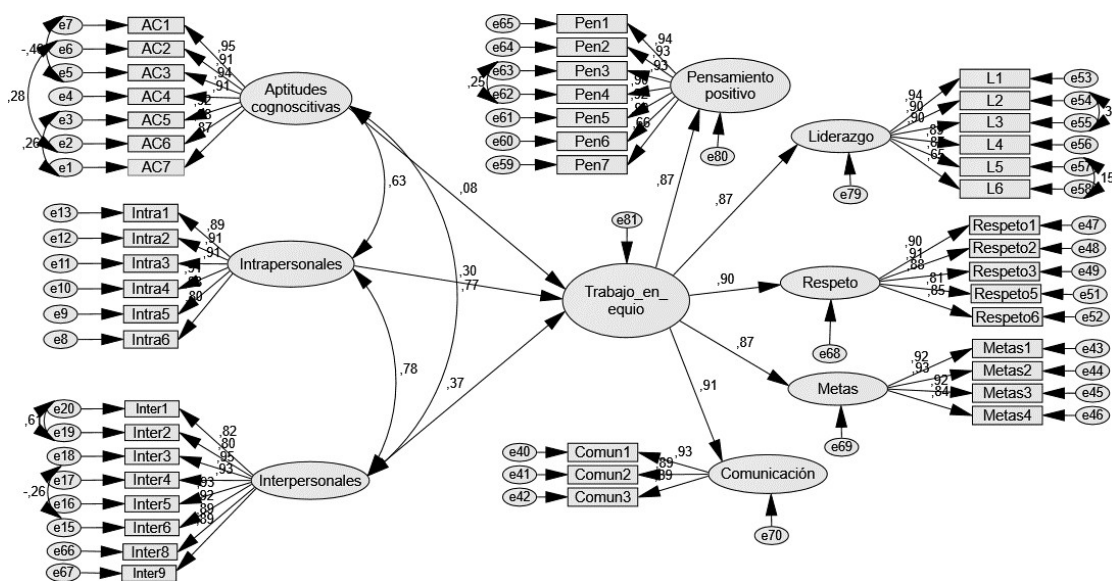 e7 AC1
e6 AC2
e5 AC3
e4 AC4
e3 AC5
e2 AC6
e1 AC7
,28
,26
,95
,91
,94
,91
,87
Aptitudes
cognoscitivas
e13 Intra1
e12 Intra2
e11 Intra3
e10 Intra4
e9 Intra5
e8 Intra6
,89
,91
,91
,80
Intrapersonales
e20 Inter1
e19 Inter2
e18 Inter3
e17 Inter4
e16 Inter5
e15 Inter6
e66 Inter8
e67 Inter9
-,26
,82
,80
,95
,93
,93
,92
,89
Interpersonales
,63
,78
,77
,08
,30
,37
e81
Trabajo_en_
equio
,87
,87
,90
,87
,91
e65 Pen1
e64 Pen2
e63 Pen3
e62 Pen4
e61 Pen5
e60 Pen6
e59 Pen7
,25
,94
,93
,93
,66
Pensamiento
positivo
e80
Liderazgo
e79
,94
,90
,90
,65
L1 e53
L2 e54
L3 e55
L4 e56
L5 e57
L6 e58
,15
Respeto
e68
,90
,91
,88
,81
,85
Respeto1 e47
Respeto2 e48
Respeto3 e49
Respeto5 e51
Respeto6 e52
Metas
e69
,92
,93
,92
,84
Metas1 e43
Metas2 e44
Metas3 e45
Metas4 e46
e40 Comun1
e41 Comun2
e42 Comun3
,93
,89
,89
Comunicación
e70